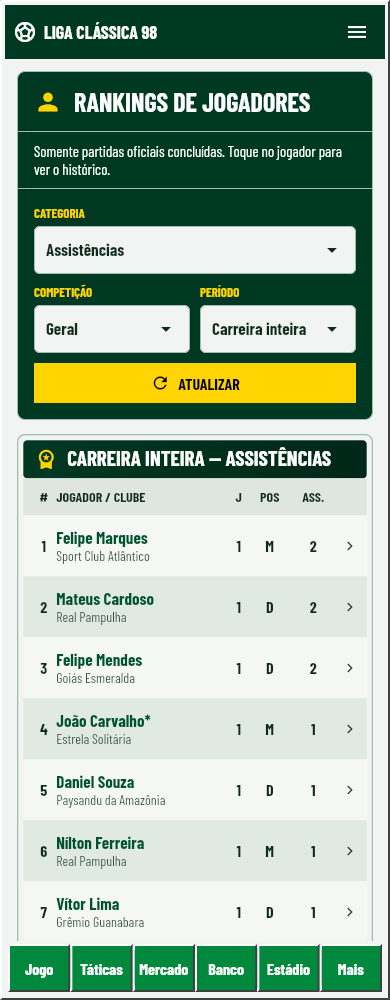 LIGA CLÁSSICA 98
RANKINGS DE JOGADORES
Somente partidas oficiais concluídas. Toque no jogador para
ver o histórico.
CATEGORIA
Assistências
COMPETIÇÃO PERÍODO
Geral Carreira inteira
ATUALIZAR
CARREIRA INTEIRA — ASSISTÊNCIAS
# JOGADOR / CLUBE J POS ASS.
1 Felipe Marques 1 M 2
Sport Club Atlântico
2 Mateus Cardoso 1 D 2
Real Pampulha
3 Felipe Mendes 1 D 2
Goiás Esmeralda
4 João Carvalho* 1 M 1
Estrela Solitária
5 Daniel Souza 1 D 1
Paysandu da Amazônia
6 Nílton Ferreira 1 M 1
Real Pampulha
7 Vítor Lima 1 D 1
Grêmio Guanabara
Jogo Táticas Mercado Banco Estádio Mais